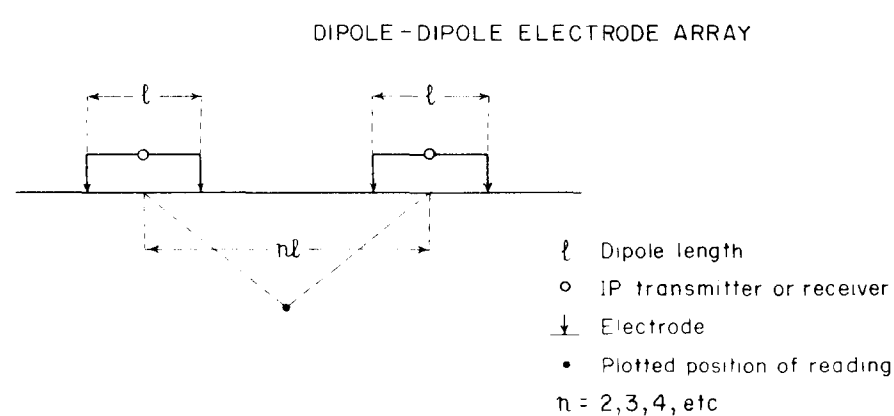 DIPOLE-DIPOLE ELECTRODE ARRAY
ℓ ℓ
nℓ
ℓ Dipole length
IP transmitter or receiver
Electrode
Plotted position of reading
n = 2,3,4, etc